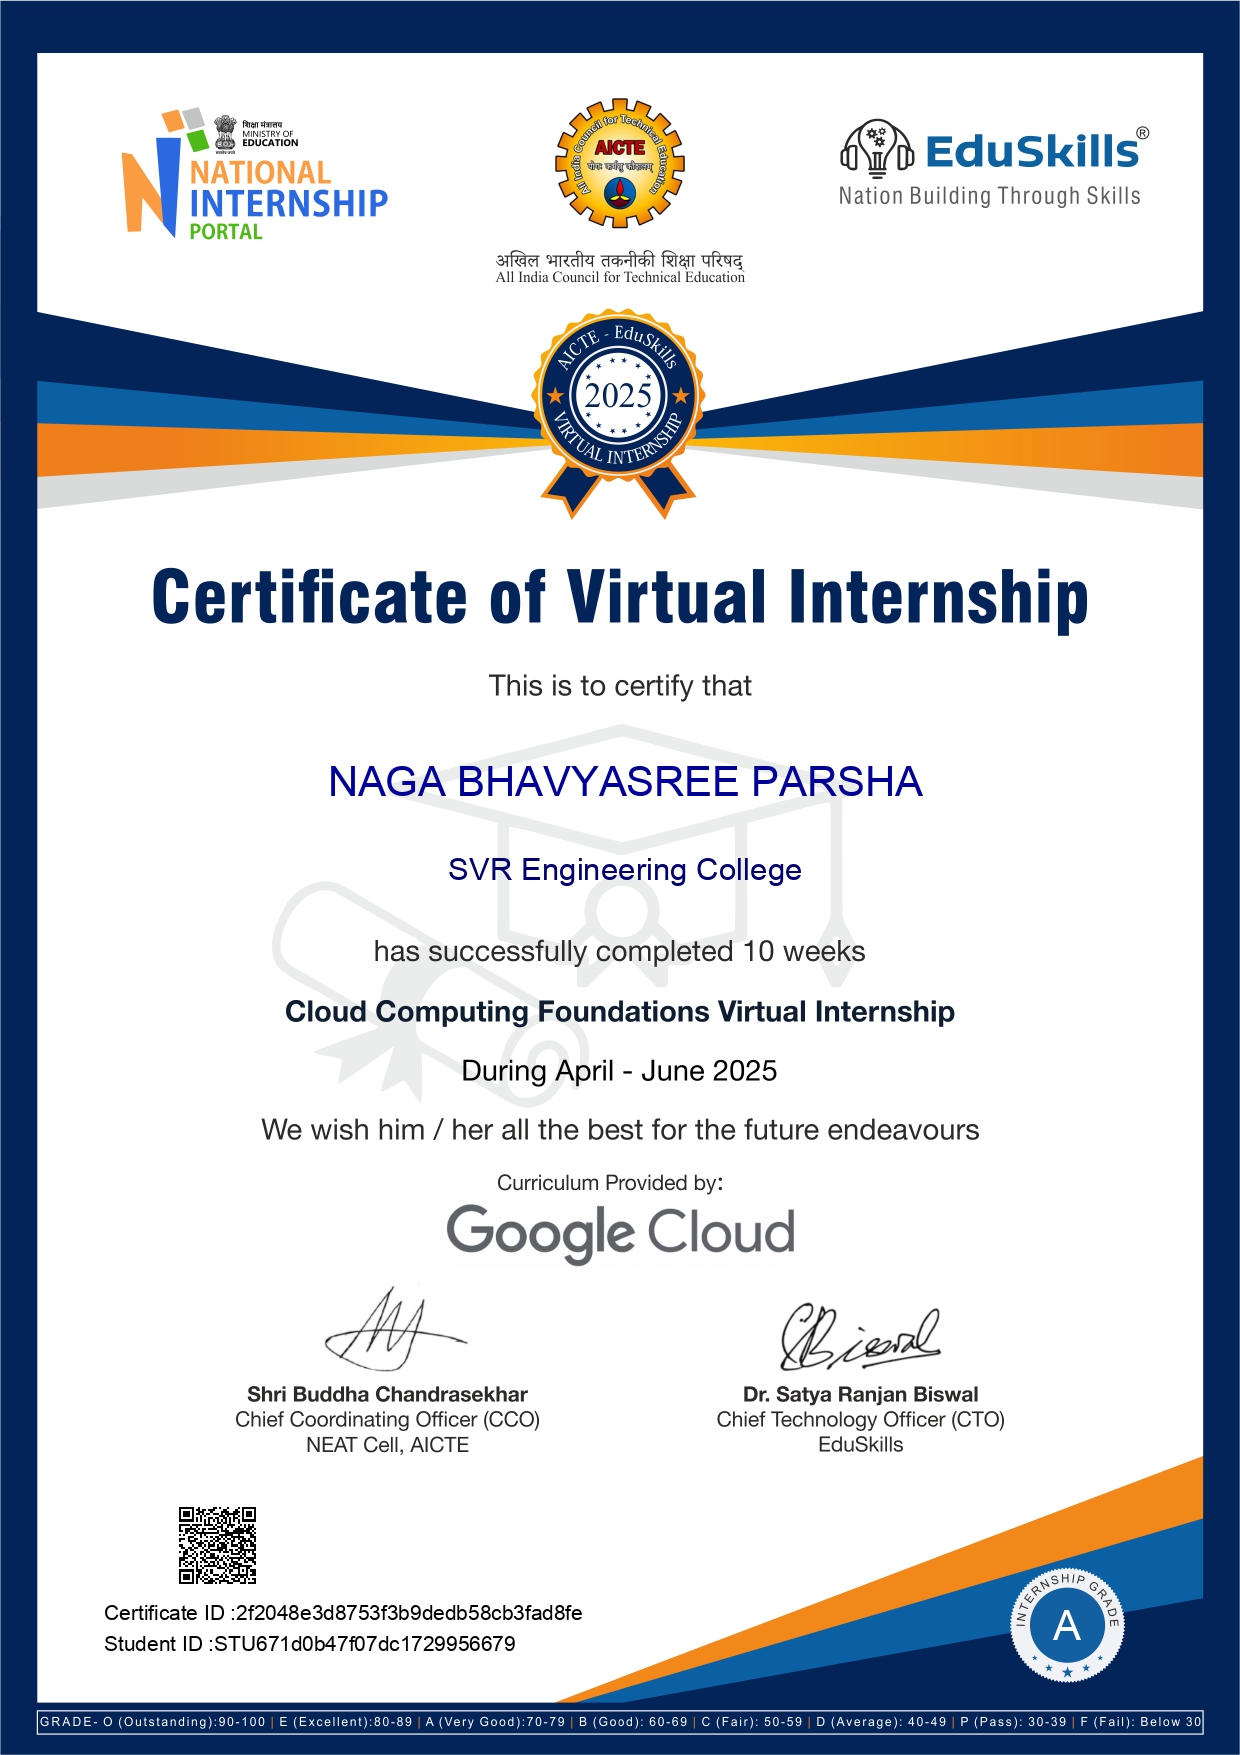 शिक्षा मंत्रालय
MINISTRY OF
EDUCATION
NATIONAL
INTERNSHIP
PORTAL
All India Council for Technical Education
AICTE
अखिल भारतीय तकनीकी शिक्षा परिषद्
All India Council for Technical Education
EduSkills®
Nation Building Through Skills
AICTE - EduSkills
2025
VIRTUAL INTERNSHIP
Certificate of Virtual Internship
This is to certify that
NAGA BHAVYASREE PARSHA
SVR Engineering College
has successfully completed 10 weeks
Cloud Computing Foundations Virtual Internship
During April - June 2025
We wish him / her all the best for the future endeavours
Curriculum Provided by:
Google Cloud
Shri Buddha Chandrasekhar
Chief Coordinating Officer (CCO)
NEAT Cell, AICTE
Biswal
Dr. Satya Ranjan Biswal
Chief Technology Officer (CTO)
EduSkills
Certificate ID :2f2048e3d8753f3b9dedb58cb3fad8fe
Student ID :STU671d0b47f07dc1729956679
INTERNSHIP GRADE
A
GRADE- O (Outstanding):90-100 | E (Excellent):80-89 | A (Very Good):70-79 | B (Good): 60-69 | C (Fair): 50-59 | D (Average): 40-49 | P (Pass): 30-39 | F (Fail): Below 30